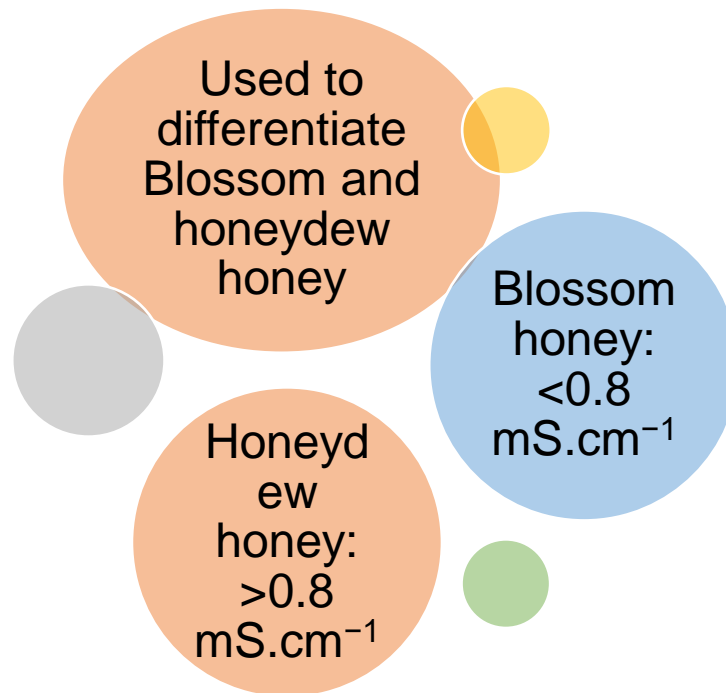 Used to
differentiate
Blossom and
honeydew
honey
Blossom
honey:
<0.8
mS.cm⁻¹
Honeyd
ew
honey:
>0.8
mS.cm⁻¹